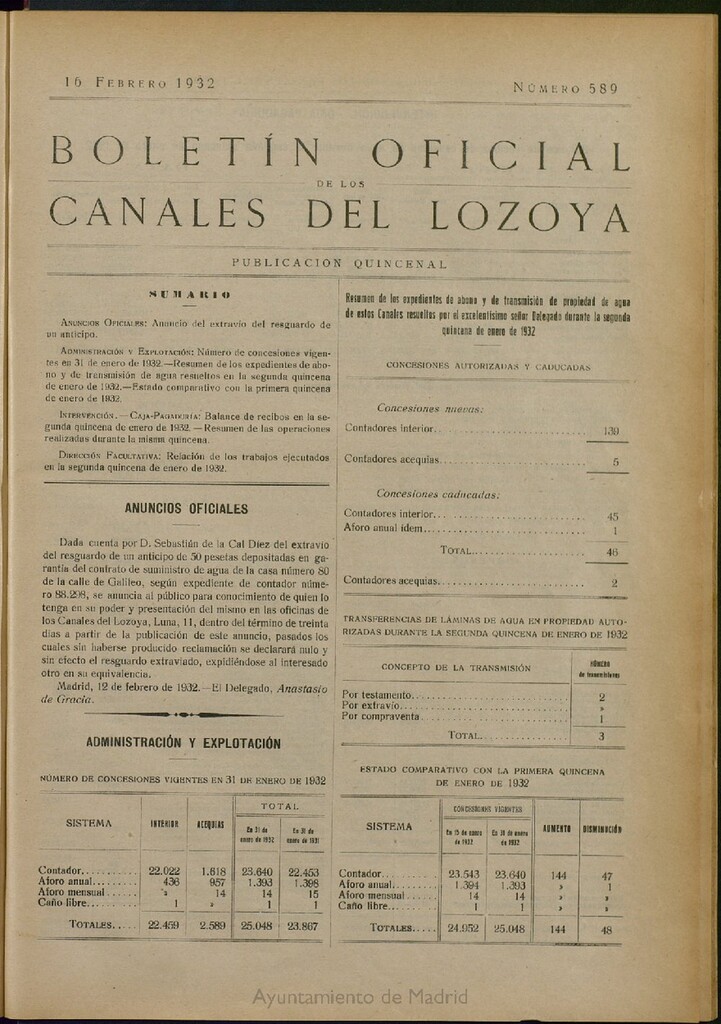 16 FEBRERO 1932
NÚMERO 589
BOLETÍN OFICIAL
DE LOS
CANALES DEL LOZOYA
PUBLICACION QUINCENAL
SUMARIO
ANUNCIOS OFICIALES: Anuncio del extravío del resguardo de
un anticipo.
ADMINISTRACIÓN Y EXPLOTACIÓN: Número de concesiones vigen-
tes en 31 de enero de 1932.—Resumen de los expedientes de abo-
no y de transmisión de agua resueltos en la segunda quincena
de enero de 1932.—Estado comparativo con la primera quincena
de enero de 1932.
INTERVENCIÓN.—CAJA-PAGADURÍA: Balance de recibos en la se-
gunda quincena de enero de 1932.—Resumen de las operaciones
realizadas durante la misma quincena.
DIRECCIÓN FACULTATIVA: Relación de los trabajos ejecutados
en la segunda quincena de enero de 1932.
ANUNCIOS OFICIALES
Dada cuenta por D. Sebastián de la Cal Díez del extravío
del resguardo de un anticipo de 50 pesetas depositadas en ga-
rantía del contrato de suministro de agua de la casa número 80
de la calle de Galileo, según expediente de contador núme-
ro 88.298, se anuncia al público para conocimiento de quien lo
tenga en su poder y presentación del mismo en las oficinas de
los Canales del Lozoya, Luna, 11, dentro del término de treinta
días a partir de la publicación de este anuncio, pasados los
cuales sin haberse producido reclamación se declarará nulo y
sin efecto el resguardo extraviado, expidiéndose al interesado
otro en su equivalencia.
Madrid, 12 de febrero de 1932.—El Delegado, Anastasio
de Gracia.
ADMINISTRACIÓN Y EXPLOTACIÓN
NÚMERO DE CONCESIONES VIGENTES EN 31 DE ENERO DE 1932
SISTEMA INTERIOR ACEQUIAS TOTAL
En 31 de enero de 1932 En 31 de enero de 1931
Contador.......... 22.022 1.618 23.640 22.453
Aforo anual........ 436 957 1.393 1.398
Aforo mensual...... » 14 14 15
Caño libre.......... 1 » 1 1
TOTALES..... 22.459 2.589 25.048 23.867
Resumen de los expedientes de abono y de transmisión de propiedad de agua
de estos Canales resueltos por el excelentísimo señor Delegado durante la segunda
quincena de enero de 1932
CONCESIONES AUTORIZADAS Y CADUCADAS
Concesiones nuevas:
Contadores interior.............................. 139
Contadores acequias............................. 5
Concesiones caducadas:
Contadores interior.............................. 45
Aforo anual ídem................................ 1
TOTAL...................... 46
Contadores acequias............................. 2
TRANSFERENCIAS DE LÁMINAS DE AGUA EN PROPIEDAD AUTO-
RIZADAS DURANTE LA SEGUNDA QUINCENA DE ENERO DE 1932
CONCEPTO DE LA TRANSMISIÓN NÚMERO de transmisiones
Por testamento.............................. 2
Por extravío................................ »
Por compraventa............................ 1
TOTAL...................... 3
ESTADO COMPARATIVO CON LA PRIMERA QUINCENA
DE ENERO DE 1932
SISTEMA CONCESIONES VIGENTES AUMENTO DISMINUCIÓN
En 15 de enero de 1932 En 31 de enero de 1932
Contador.......... 23.543 23.640 144 47
Aforo anual........ 1.394 1.393 » 1
Aforo mensual...... 14 14 » »
Caño libre.......... 1 1 » »
TOTALES..... 24.952 25.048 144 48
Ayuntamiento de Madrid